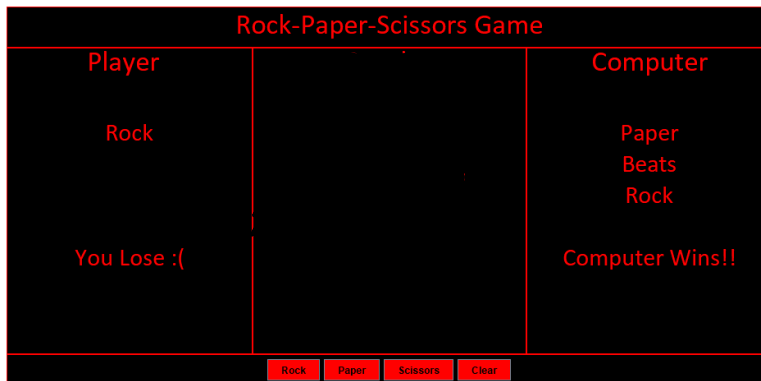 Rock-Paper-Scissors Game
Player
Computer
Rock
Paper
Beats
Rock
You Lose :(
Computer Wins!!
Rock
Paper
Scissors
Clear